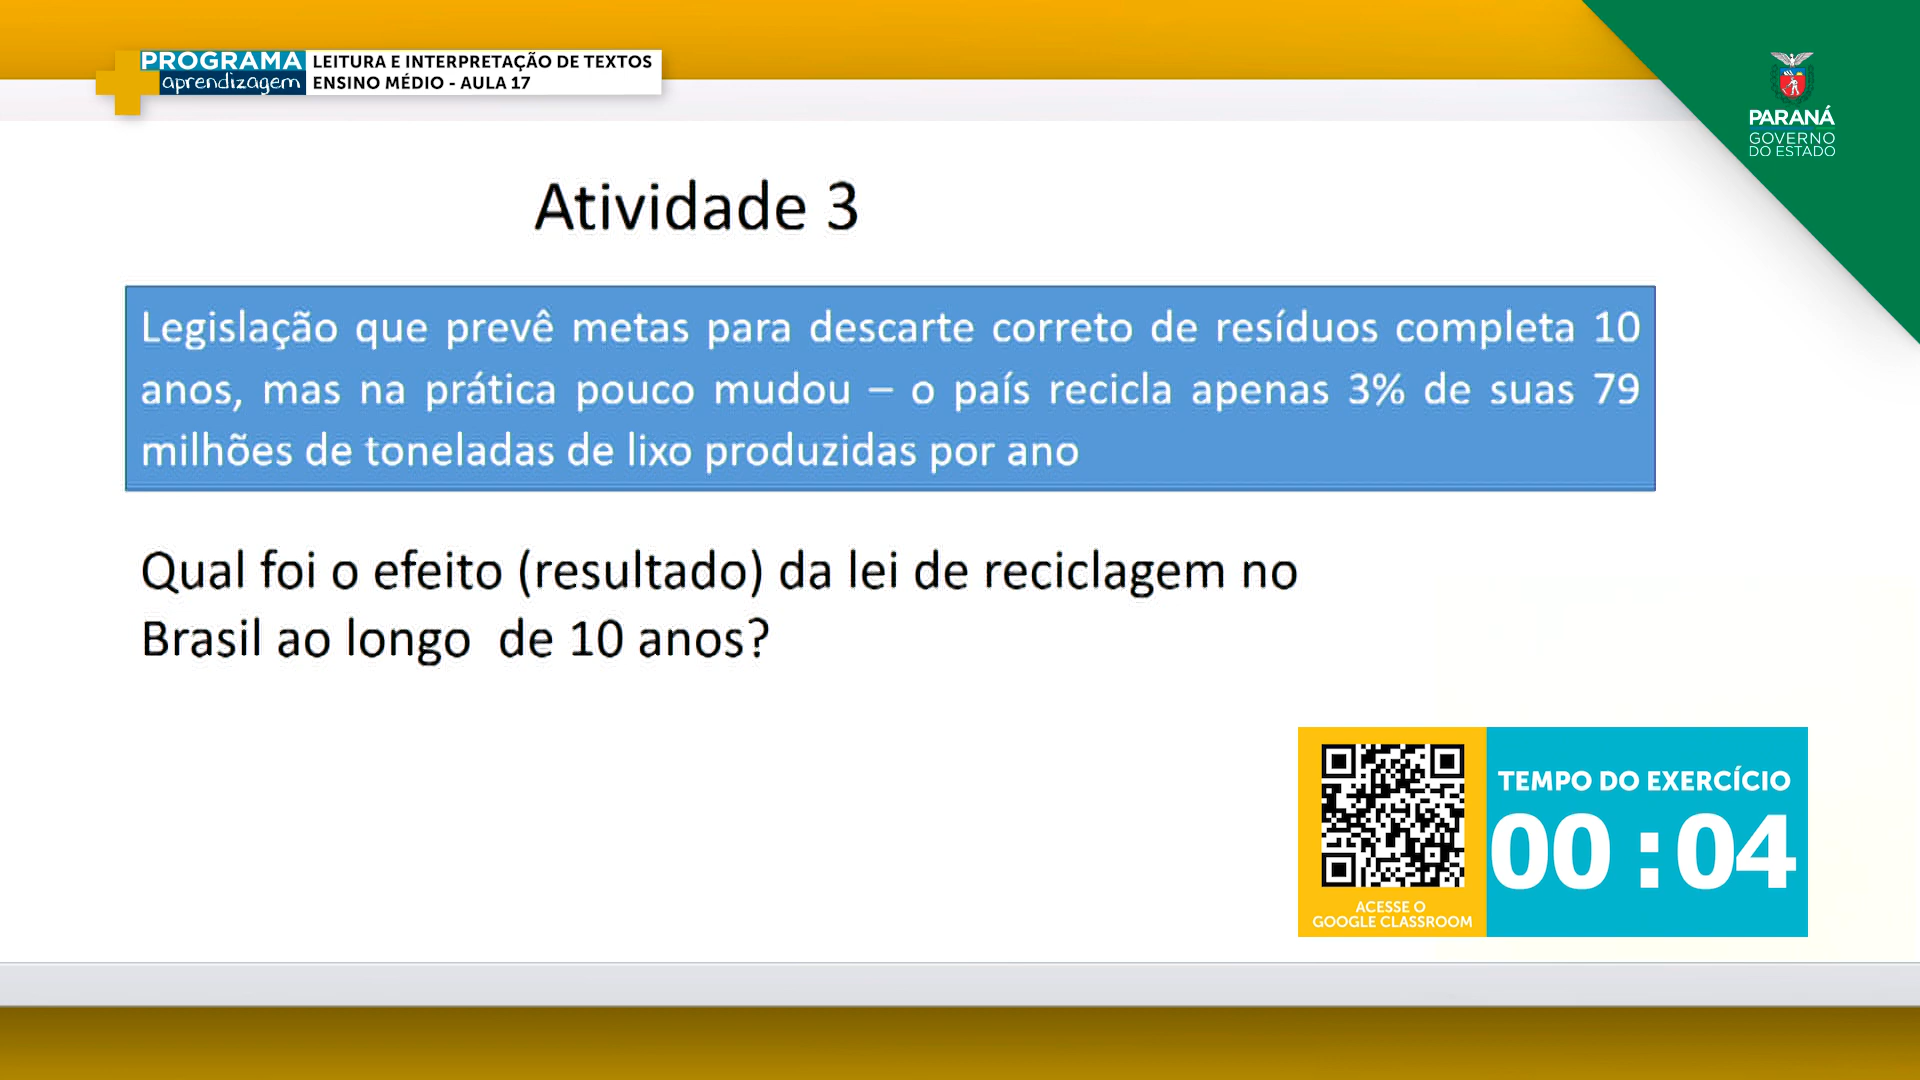 PROGRAMA
aprendizagem
LEITURA E INTERPRETAÇÃO DE TEXTOS
ENSINO MÉDIO - AULA 17
PARANÁ
GOVERNO
DO ESTADO
Atividade 3
Legislação que prevê metas para descarte correto de resíduos completa 10
anos, mas na prática pouco mudou – o país recicla apenas 3% de suas 79
milhões de toneladas de lixo produzidas por ano
Qual foi o efeito (resultado) da lei de reciclagem no
Brasil ao longo  de 10 anos?
TEMPO DO EXERCÍCIO
00 : 04
ACESSE O
GOOGLE CLASSROOM